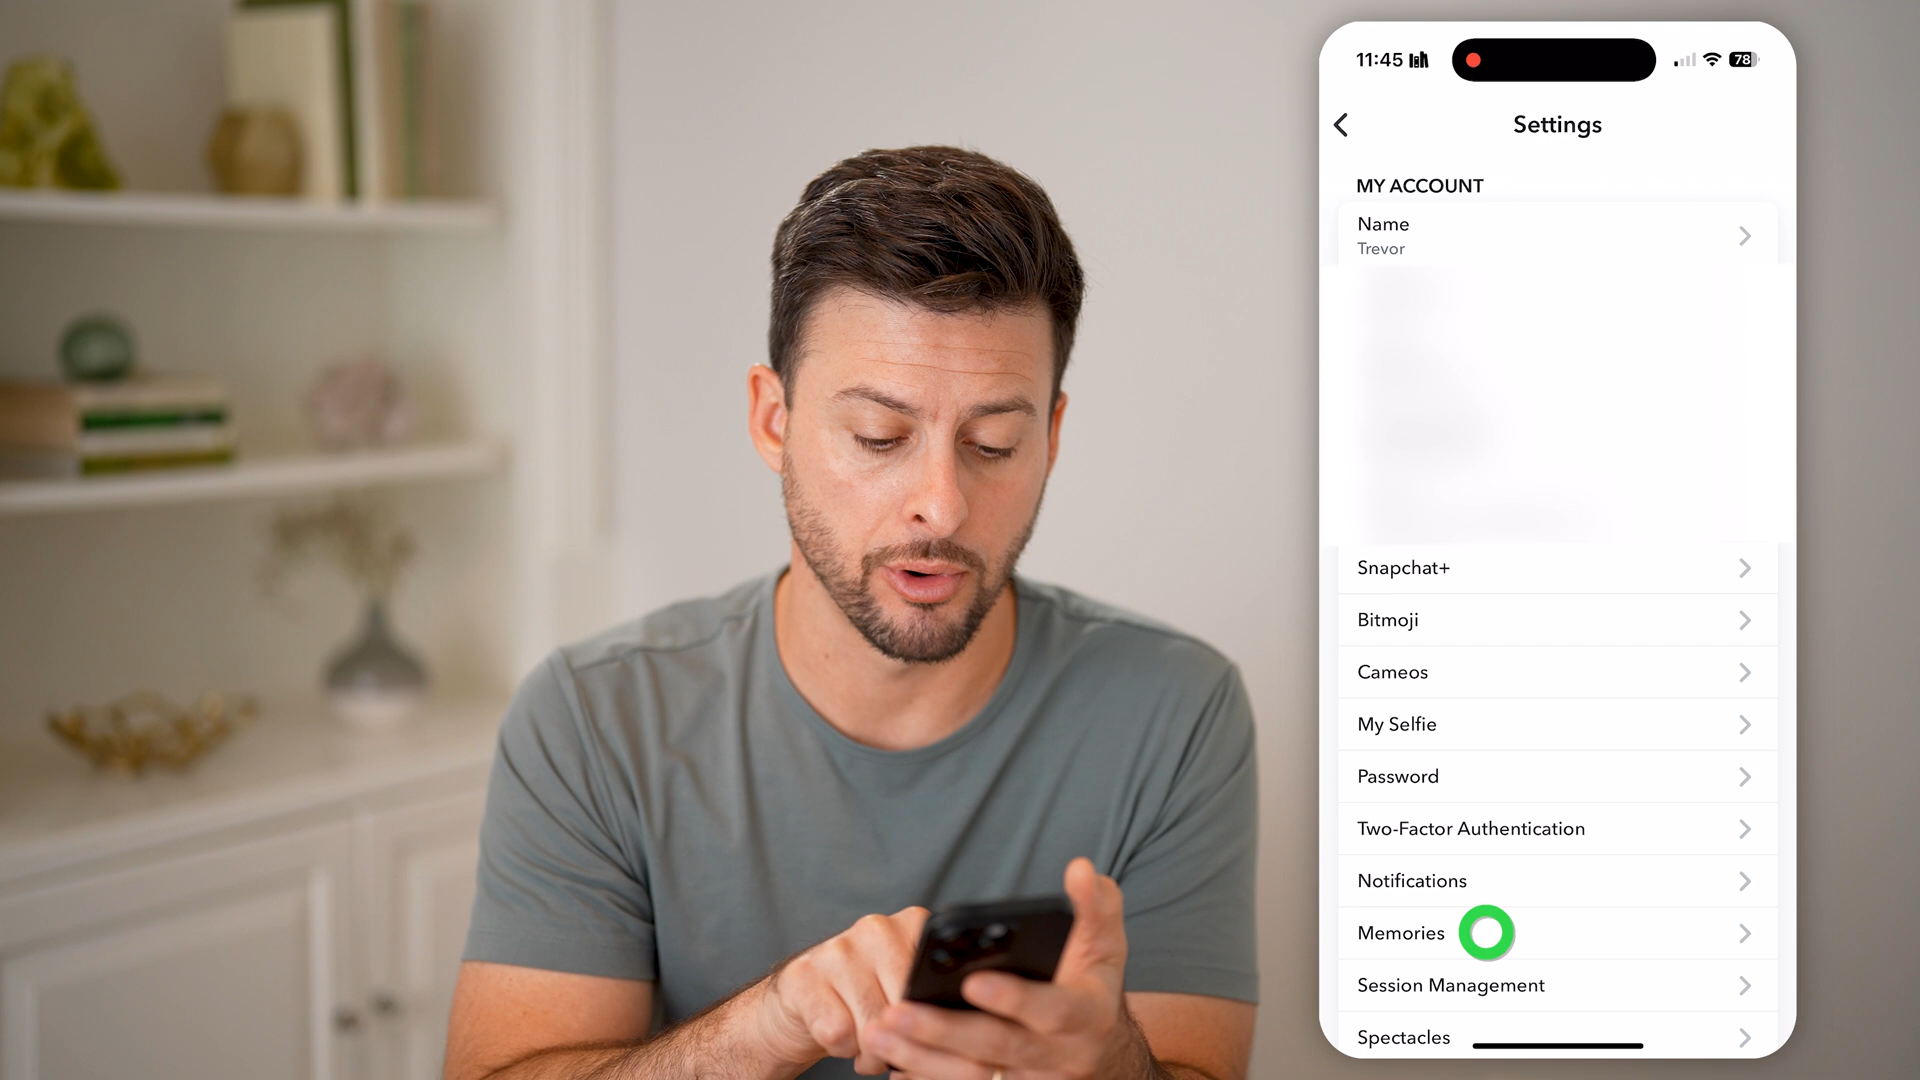 11:45
78
Settings
MY ACCOUNT
Name
Trevor
Snapchat+
Bitmoji
Cameos
My Selfie
Password
Two-Factor Authentication
Notifications
Memories
Session Management
Spectacles